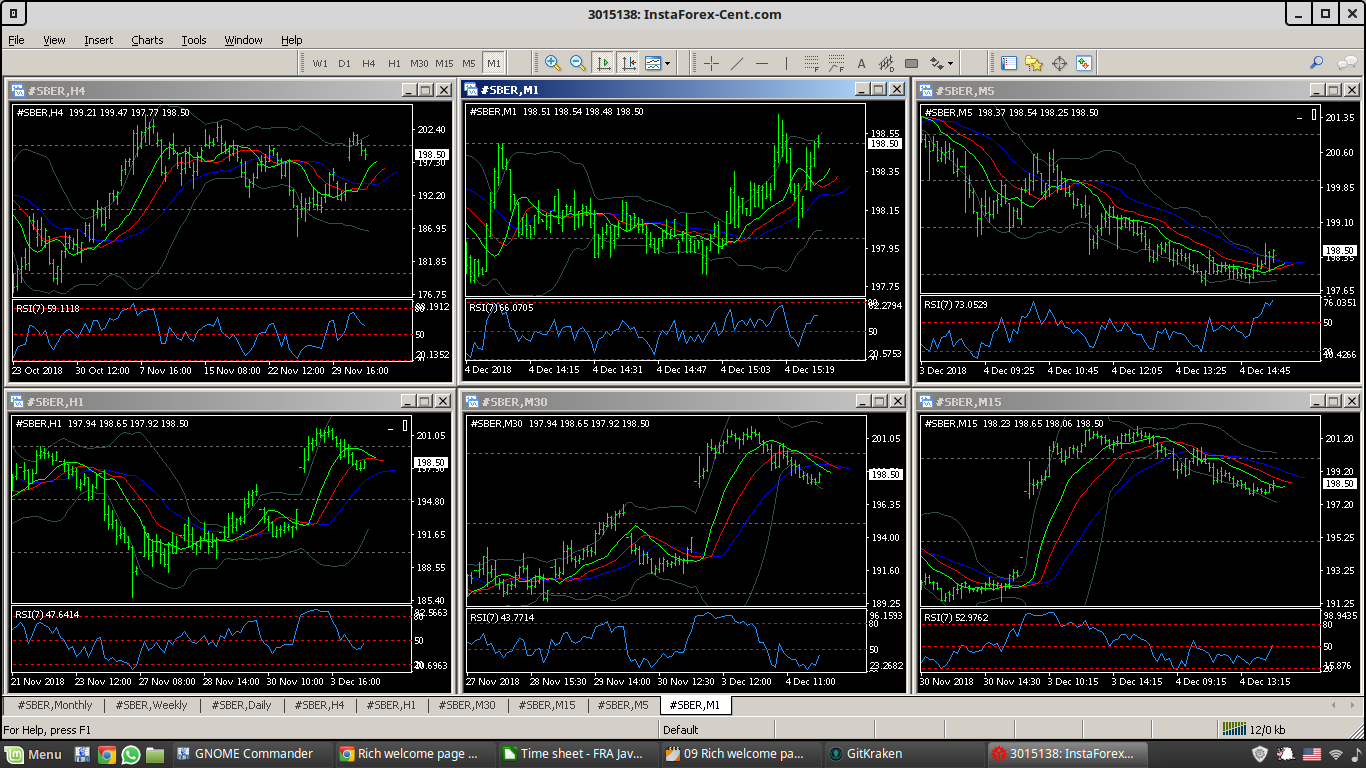 3015138: InstaForex-Cent.com
File View Insert Charts Tools Window Help
W1 D1 H4 H1 M30 M15 M5 M1
#SBER,H4
#SBER,H4 199.21 199.47 197.77 198.50
202.40
198.50
197.30
192.20
186.95
181.85
176.75
RSI(7) 59.1118
50
20.1352
23 Oct 2018 30 Oct 12:00 7 Nov 16:00 15 Nov 08:00 22 Nov 12:00 29 Nov 16:00
#SBER,M1
#SBER,M1 198.51 198.54 198.48 198.50
198.55
198.50
198.35
198.15
197.95
197.75
RSI(7) 66.0705
82.2794
50
20.5753
4 Dec 2018 4 Dec 14:15 4 Dec 14:31 4 Dec 14:47 4 Dec 15:03 4 Dec 15:19
#SBER,M5
#SBER,M5 198.37 198.54 198.25 198.50
201.35
200.60
199.85
199.10
198.50
198.55
197.65
RSI(7) 73.0529
76.0351
50
3 Dec 2018 4 Dec 09:25 4 Dec 10:45 4 Dec 12:05 4 Dec 13:25 4 Dec 14:45
#SBER,H1
#SBER,H1 197.94 198.65 197.92 198.50
201.05
198.50
194.80
191.65
188.55
185.40
RSI(7) 47.6414
80
50
21 Nov 2018 23 Nov 12:00 27 Nov 08:00 28 Nov 14:00 30 Nov 10:00 3 Dec 16:00
#SBER,M30
#SBER,M30 197.94 198.65 197.92 198.50
201.05
198.50
196.35
194.00
191.60
189.25
RSI(7) 43.7714
96.1593
80
50
23.2682
27 Nov 2018 28 Nov 15:30 29 Nov 14:00 30 Nov 12:30 3 Dec 12:00 4 Dec 11:00
#SBER,M15
#SBER,M15 198.23 198.65 198.06 198.50
201.20
199.20
198.50
197.20
195.25
193.25
191.25
RSI(7) 52.9762
98.9435
80
50
30 Nov 2018 30 Nov 14:30 3 Dec 10:15 3 Dec 14:15 4 Dec 09:15 4 Dec 13:15
#SBER,Monthly #SBER,Weekly #SBER,Daily #SBER,H4 #SBER,H1 #SBER,M30 #SBER,M15 #SBER,M5 #SBER,M1
For Help, press F1 Default 12/0 kb
Menu GNOME Commander Rich welcome page ... Time sheet - FRA Jav... 09 Rich welcome pa... GitKraken 3015138: InstaForex...